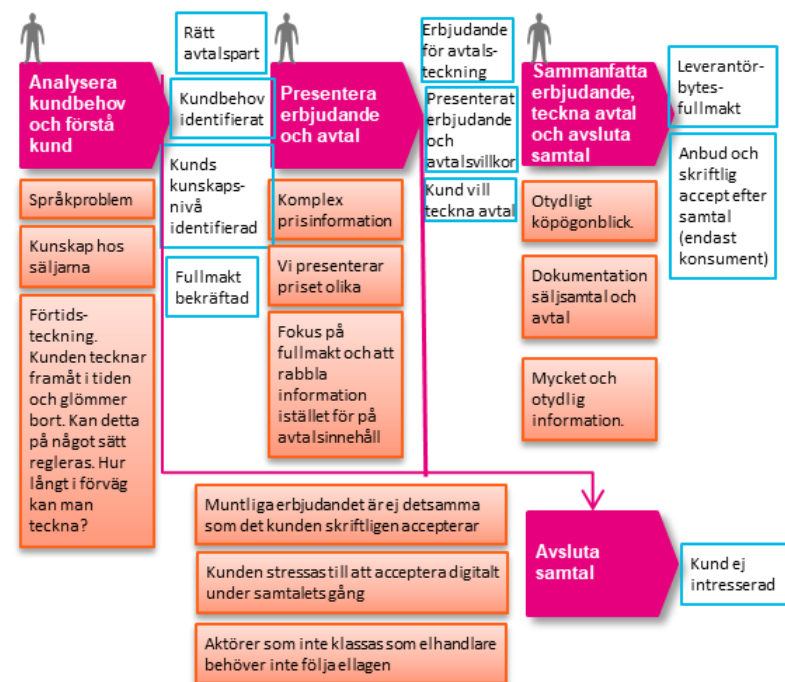 Analysera
kundbehov
och förstå
kund
Rätt
avtalspart
Kundbehov
identifierat
Kunds
kunskaps-
nivå
identifierad
Fullmakt
bekräftad
Språkproblem
Kunskap hos
säljarna
Förtids-
teckning.
Kunden tecknar
framåt i tiden
och glömmer
bort. Kan detta
på något sätt
regleras. Hur
långt i förväg
kan man
teckna?
Presentera
erbjudande
och avtal
Erbjudande
för avtals-
teckning
Presenterat
erbjudande
och
avtalsvillkor
Kund vill
teckna avtal
Komplex
prisinformation
Vi presenterar
priset olika
Fokus på
fullmakt och att
rabbla
information
istället för på
avtalsinnehåll
Sammanfatta
erbjudande,
teckna avtal
och avsluta
samtal
Leverantör-
bytes-
fullmakt
Anbud och
skriftlig
accept efter
samtal
(endast
konsument)
Otydligt
köpögonblick.
Dokumentation
säljsamtal och
avtal
Mycket och
otydlig
information.
Muntliga erbjudandet är ej detsamma
som det kunden skriftligen accepterar
Kunden stressas till att acceptera digitalt
under samtalets gång
Aktörer som inte klassas som elhandlare
behöver inte följa ellagen
Avsluta
samtal
Kund ej
intresserad